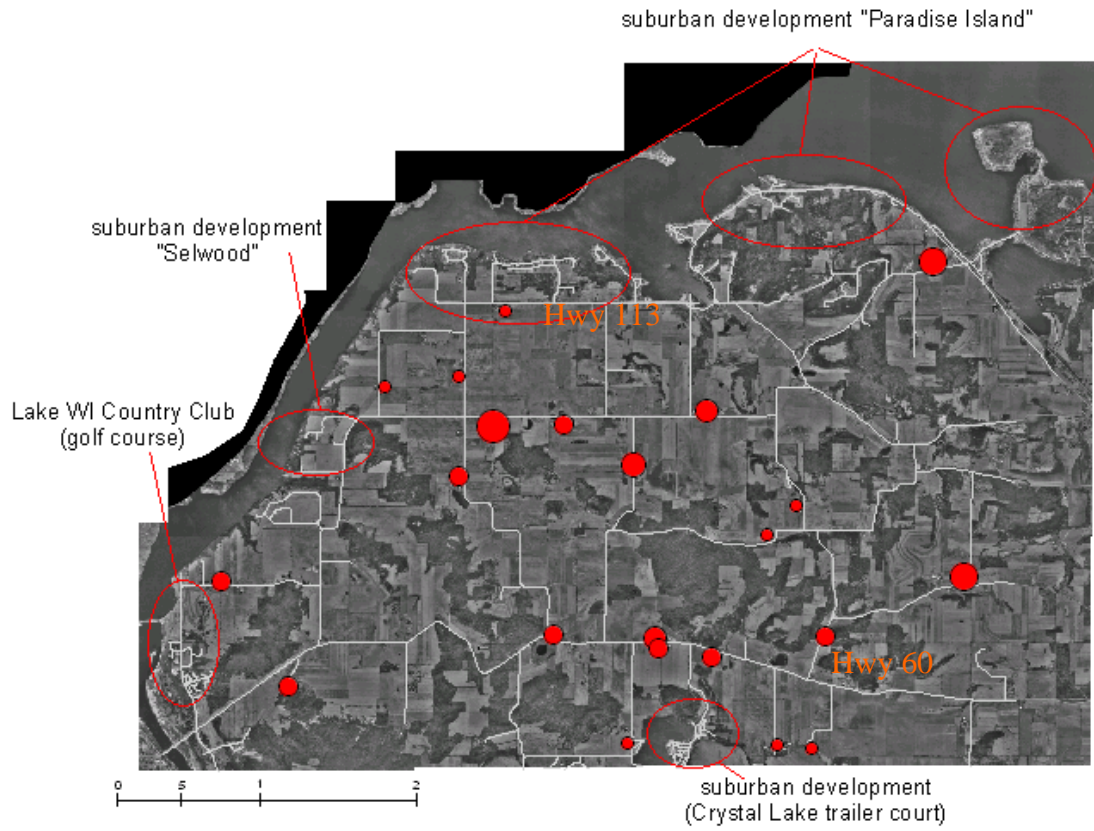 suburban development "Paradise Island"
suburban development
"Selwood"
Hwy 113
Lake WI Country Club
(golf course)
Hwy 60
suburban development
(Crystal Lake trailer court)
0 5 1 2